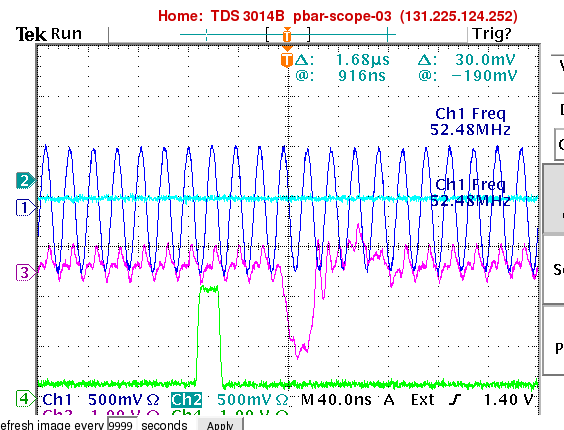 Home: TDS 3014B pbar-scope-03 (131.225.124.252)
Tek Run Trig?
Δ: 1.68μs Δ: 30.0mV
@: 916ns @: −190mV
Ch1 Freq
52.48MHz
Ch1 Freq
52.48MHz
2
1
3
4
Ch1 500mV Ω Ch2 500mV Ω M 40.0ns A Ext ʃ 1.40 V
Ch3 1.00 V Ω Ch4 1.00 V Ω
efresh image every 9999 seconds Apply